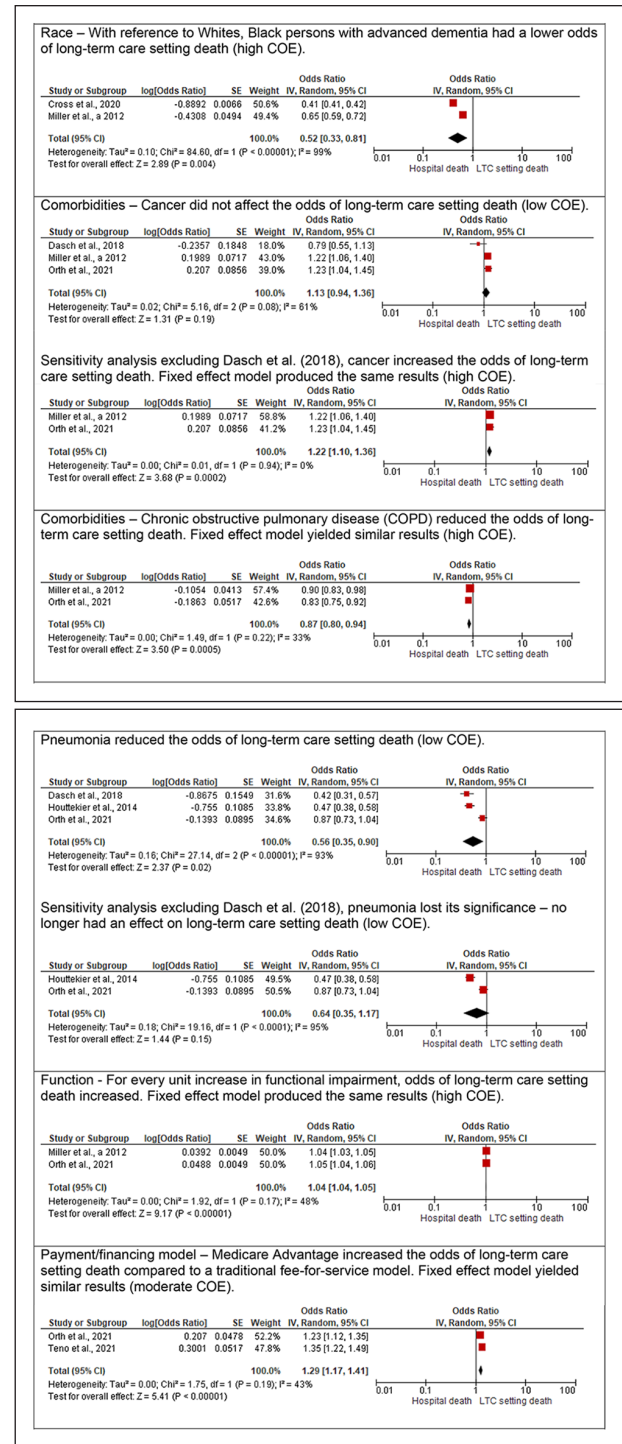 Race – With reference to Whites, Black persons with advanced dementia had a lower odds
of long-term care setting death (high COE).
Odds Ratio Odds Ratio
Study or Subgroup log[Odds Ratio] SE Weight IV, Random, 95% CI IV, Random, 95% CI
Cross et al., 2020 -0.8892 0.0066 50.6% 0.41 [0.41, 0.42]
Miller et al., a 2012 -0.4308 0.0494 49.4% 0.65 [0.59, 0.72]
Total (95% CI) 100.0% 0.52 [0.33, 0.81]
Heterogeneity: Tau² = 0.10; Chi² = 84.60, df = 1 (P < 0.00001); I² = 99%
Test for overall effect: Z = 2.89 (P = 0.004)
0.01 0.1 1 10 100
Hospital death LTC setting death
Comorbidities – Cancer did not affect the odds of long-term care setting death (low COE).
Odds Ratio Odds Ratio
Study or Subgroup log[Odds Ratio] SE Weight IV, Random, 95% CI IV, Random, 95% CI
Dasch et al., 2018 -0.2357 0.1848 18.0% 0.79 [0.55, 1.13]
Miller et al., a 2012 0.1989 0.0717 43.0% 1.22 [1.06, 1.40]
Orth et al., 2021 0.207 0.0856 39.0% 1.23 [1.04, 1.45]
Total (95% CI) 100.0% 1.13 [0.94, 1.36]
Heterogeneity: Tau² = 0.02; Chi² = 5.16, df = 2 (P = 0.08); I² = 61%
Test for overall effect: Z = 1.31 (P = 0.19)
0.01 0.1 1 10 100
Hospital death LTC setting death
Sensitivity analysis excluding Dasch et al. (2018), cancer increased the odds of long-term
care setting death. Fixed effect model produced the same results (high COE).
Study or Subgroup log[Odds Ratio] SE Weight IV, Random, 95% CI IV, Random, 95% CI
Miller et al., a 2012 0.1989 0.0717 58.8% 1.22 [1.06, 1.40]
Orth et al., 2021 0.207 0.0856 41.2% 1.23 [1.04, 1.45]
Total (95% CI) 100.0% 1.22 [1.10, 1.36]
Heterogeneity: Tau² = 0.00; Chi² = 0.01, df = 1 (P = 0.94); I² = 0%
Test for overall effect: Z = 3.68 (P = 0.0002)
0.01 0.1 1 10 100
Hospital death LTC setting death
Comorbidities – Chronic obstructive pulmonary disease (COPD) reduced the odds of long-
term care setting death. Fixed effect model yielded similar results (high COE).
Odds Ratio Odds Ratio
Study or Subgroup log[Odds Ratio] SE Weight IV, Random, 95% CI IV, Random, 95% CI
Miller et al., a 2012 -0.1054 0.0413 57.4% 0.90 [0.83, 0.98]
Orth et al., 2021 -0.1863 0.0517 42.6% 0.83 [0.75, 0.92]
Total (95% CI) 100.0% 0.87 [0.80, 0.94]
Heterogeneity: Tau² = 0.00; Chi² = 1.49, df = 1 (P = 0.22); I² = 33%
Test for overall effect: Z = 3.50 (P = 0.0005)
0.01 0.1 1 10 100
Hospital death LTC setting death
Pneumonia reduced the odds of long-term care setting death (low COE).
Odds Ratio Odds Ratio
Study or Subgroup log[Odds Ratio] SE Weight IV, Random, 95% CI IV, Random, 95% CI
Dasch et al., 2018 -0.8675 0.1549 31.6% 0.42 [0.31, 0.57]
Houttekier et al., 2014 -0.755 0.1085 33.8% 0.47 [0.38, 0.58]
Orth et al., 2021 -0.1393 0.0895 34.6% 0.87 [0.73, 1.04]
Total (95% CI) 100.0% 0.56 [0.35, 0.90]
Heterogeneity: Tau² = 0.16; Chi² = 27.14, df = 2 (P < 0.00001); I² = 93%
Test for overall effect: Z = 2.37 (P = 0.02)
0.01 0.1 1 10 100
Hospital death LTC setting death
Sensitivity analysis excluding Dasch et al. (2018), pneumonia lost its significance – no
longer had an effect on long-term care setting death (low COE).
Odds Ratio Odds Ratio
Study or Subgroup log[Odds Ratio] SE Weight IV, Random, 95% CI IV, Random, 95% CI
Houttekier et al., 2014 -0.755 0.1085 49.5% 0.47 [0.38, 0.58]
Orth et al., 2021 -0.1393 0.0895 50.5% 0.87 [0.73, 1.04]
Total (95% CI) 100.0% 0.64 [0.35, 1.17]
Heterogeneity: Tau² = 0.18; Chi² = 19.16, df = 1 (P < 0.0001); I² = 95%
Test for overall effect: Z = 1.44 (P = 0.15)
0.01 0.1 1 10 100
Hospital death LTC setting death
Function - For every unit increase in functional impairment, odds of long-term care setting
death increased. Fixed effect model produced the same results (high COE).
Odds Ratio Odds Ratio
Study or Subgroup log[Odds Ratio] SE Weight IV, Random, 95% CI IV, Random, 95% CI
Miller et al., a 2012 0.0392 0.0049 50.0% 1.04 [1.03, 1.05]
Orth et al., 2021 0.0488 0.0049 50.0% 1.05 [1.04, 1.06]
Total (95% CI) 100.0% 1.04 [1.04, 1.05]
Heterogeneity: Tau² = 0.00; Chi² = 1.92, df = 1 (P = 0.17); I² = 48%
Test for overall effect: Z = 9.17 (P < 0.00001)
0.01 0.1 1 10 100
Hospital death LTC setting death
Payment/financing model – Medicare Advantage increased the odds of long-term care
setting death compared to a traditional fee-for-service model. Fixed effect model yielded
similar results (moderate COE).
Odds Ratio Odds Ratio
Study or Subgroup log[Odds Ratio] SE Weight IV, Random, 95% CI IV, Random, 95% CI
Orth et al., 2021 0.207 0.0478 52.2% 1.23 [1.12, 1.35]
Teno et al., 2021 0.3001 0.0517 47.8% 1.35 [1.22, 1.49]
Total (95% CI) 100.0% 1.29 [1.17, 1.41]
Heterogeneity: Tau² = 0.00; Chi² = 1.75, df = 1 (P = 0.19); I² = 43%
Test for overall effect: Z = 5.41 (P < 0.00001)
0.01 0.1 1 10 100
Hospital death LTC setting death